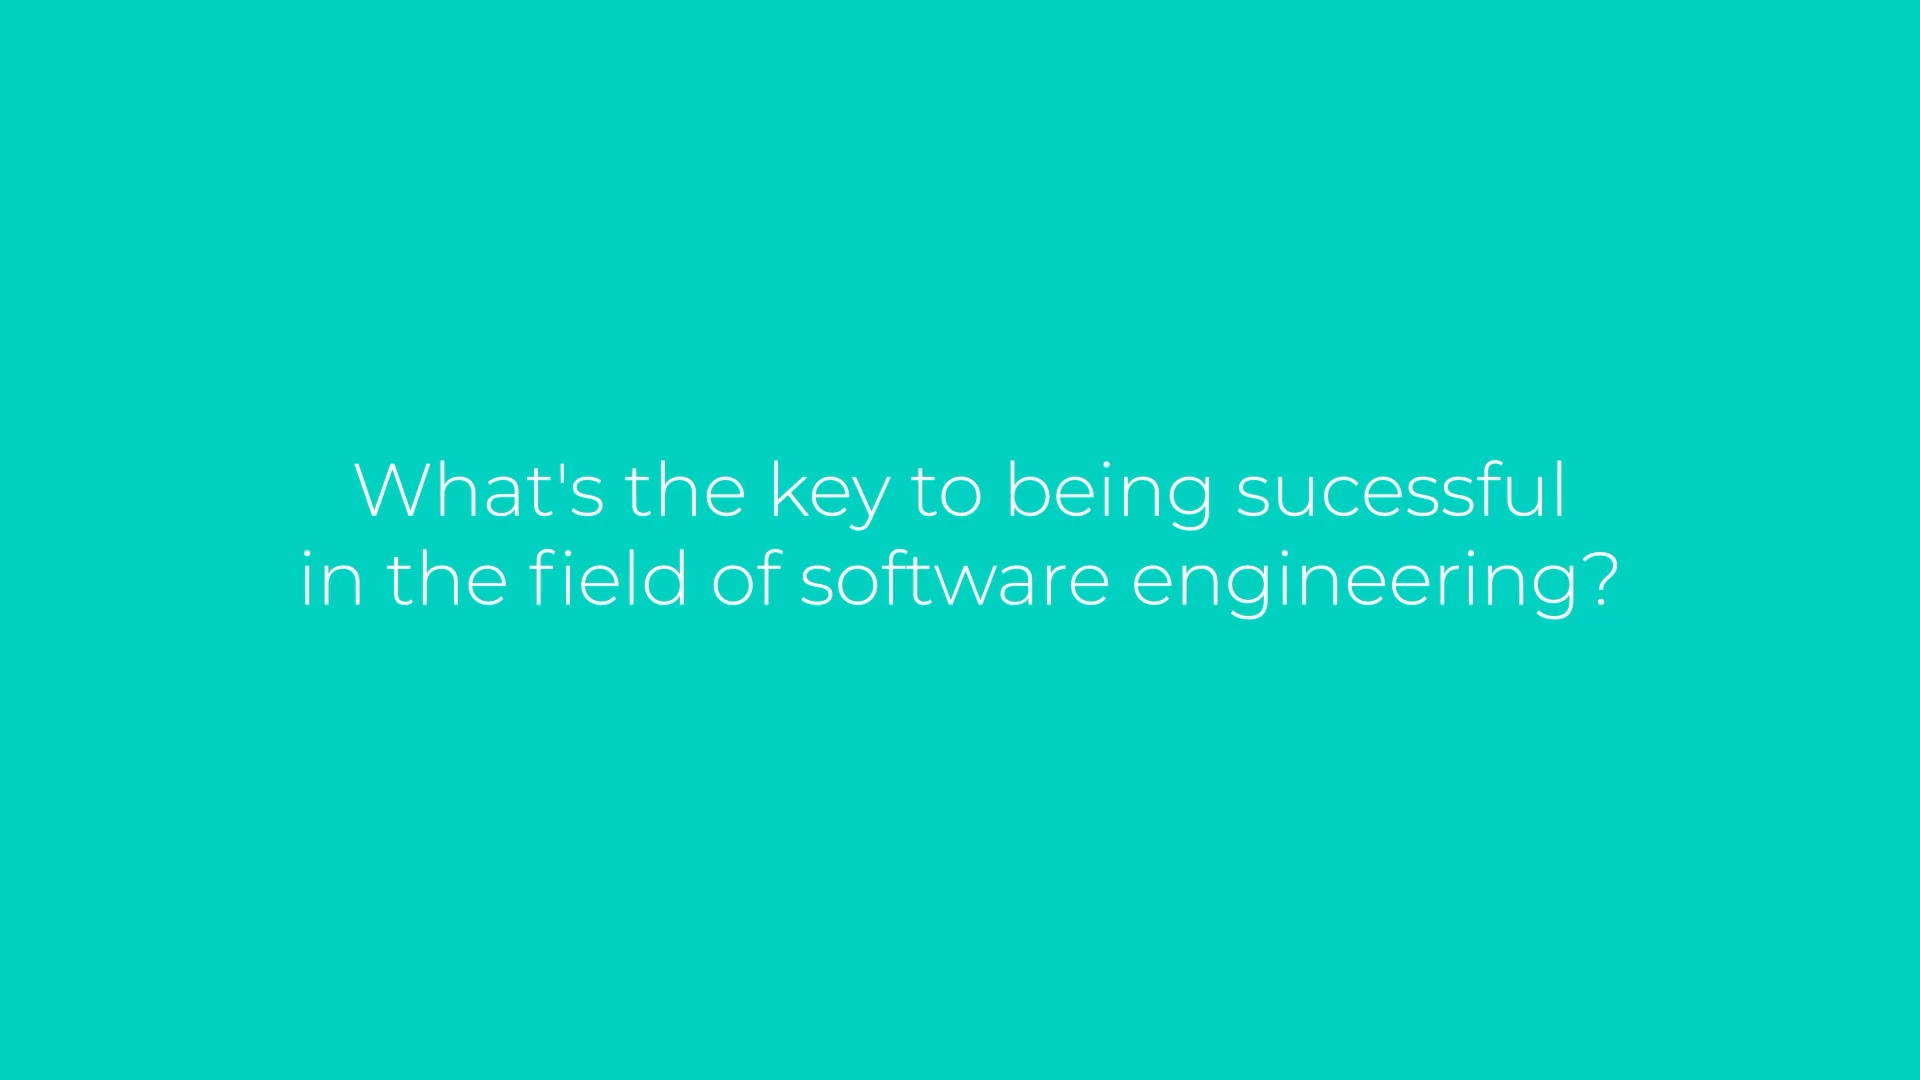 What's the key to being sucessful
in the field of software engineering?